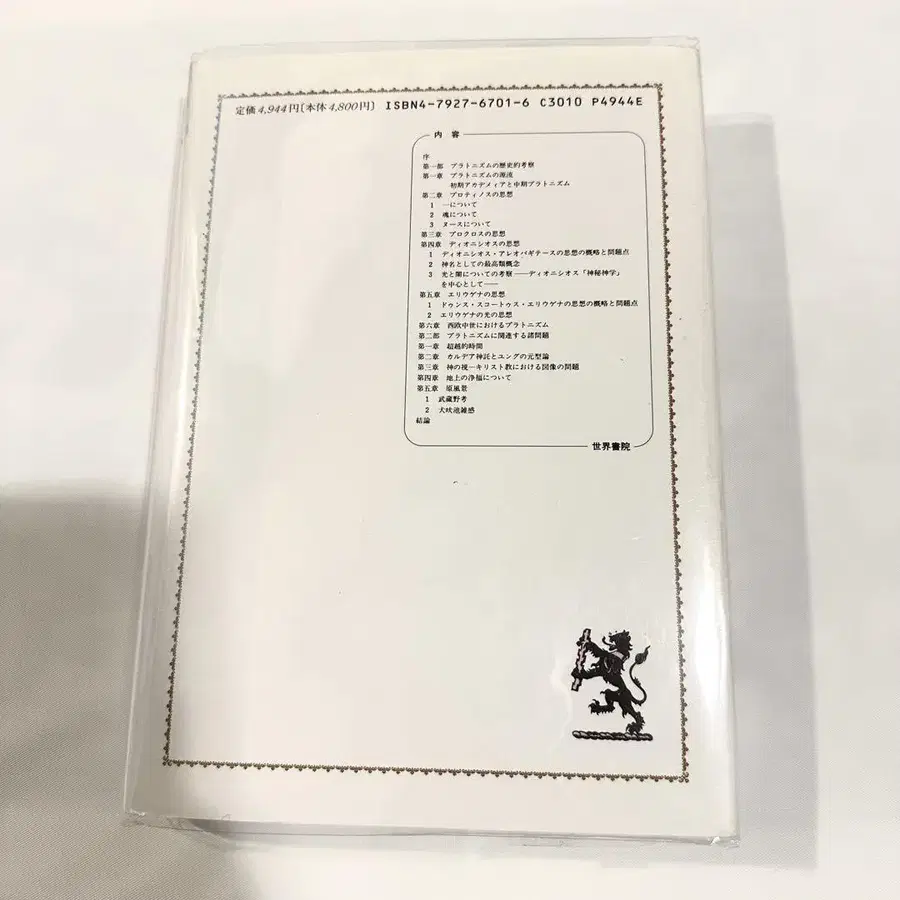 定価4,944円〔本体4,800円〕 ISBN4-7927-6701-6 C3010 P4944E
内容
序
第一部 プラトニズムの歴史的考察
第一章 プラトニズムの源流
初期アカデメィアと中期プラトニズム
第二章 プロティノスの思想
1 一について
2 魂について
3 ヌースについて
第三章 プロクロスの思想
第四章 ディオニシオスの思想
1 ディオニシオス・アレオパギテースの思想の概略と問題点
2 神名としての最高類概念
3 光と闇についての考察——ディオニシオス「神秘神学」
を中心として——
第五章 エリウゲナの思想
1 ドゥンス・スコートゥス・エリウゲナの思想の概略と問題点
2 エリウゲナの光の思想
第六章 西欧中世におけるプラトニズム
第二部 プラトニズムに関連する諸問題
第一章 超越的時間
第二章 カルデア神託とユングの元型論
第三章 神の視—キリスト教における図像の問題
第四章 地上の浄福について
第五章 原風景
1 武蔵野考
2 犬吠逍雑感
結論
世界書院